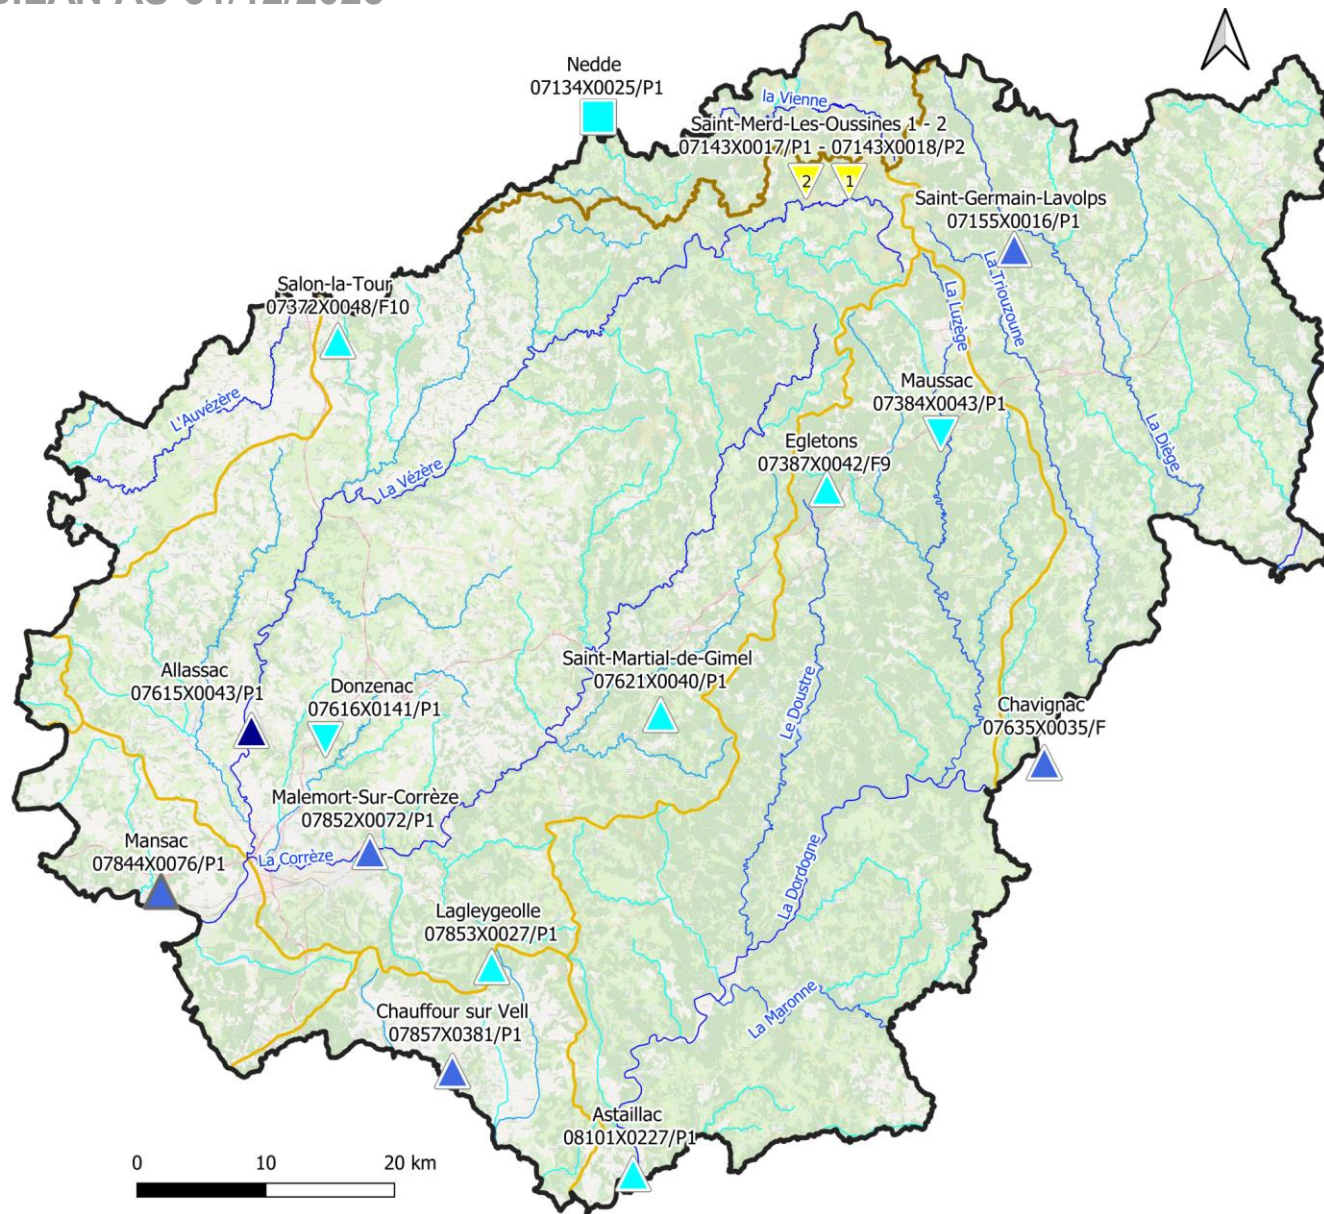 Nedde
07134X0025/P1
la Vienne
Saint-Merd-Les-Oussines 1 - 2
07143X0017/P1 - 07143X0018/P2
2
1
Saint-Germain-Lavolps
07155X0016/P1
La Triouzoune
La Luzège
Salon-la-Tour
07372X0048/F10
L'Auvézère
La Vézère
Maussac
07384X0043/P1
Egletons
07387X0042/F9
La Diège
Allassac
07615X0043/P1
Donzenac
07616X0141/P1
Saint-Martial-de-Gimel
07621X0040/P1
Le Doustre
Chavignac
07635X0035/F
Malemort-Sur-Corrèze
07852X0072/P1
Mansac
07844X0076/P1
La Corrèze
La Dordogne
Lagleygeolle
07853X0027/P1
La Maronne
Chauffour sur Vell
07857X0381/P1
Astaillac
08101X0227/P1
0 10 20 km